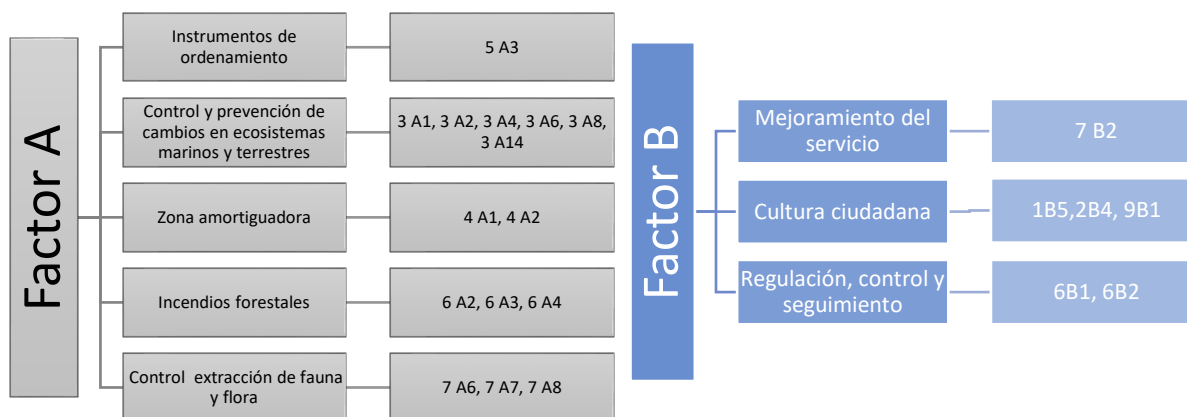 Factor A
Instrumentos de
ordenamiento
5 A3
Control y prevención de
cambios en ecosistemas
marinos y terrestres
3 A1, 3 A2, 3 A4, 3 A6, 3 A8,
3 A14
Zona amortiguadora
4 A1, 4 A2
Incendios forestales
6 A2, 6 A3, 6 A4
Control extracción de fauna
y flora
7 A6, 7 A7, 7 A8
Factor B
Mejoramiento del
servicio
7 B2
Cultura ciudadana
1B5,2B4, 9B1
Regulación, control y
seguimiento
6B1, 6B2